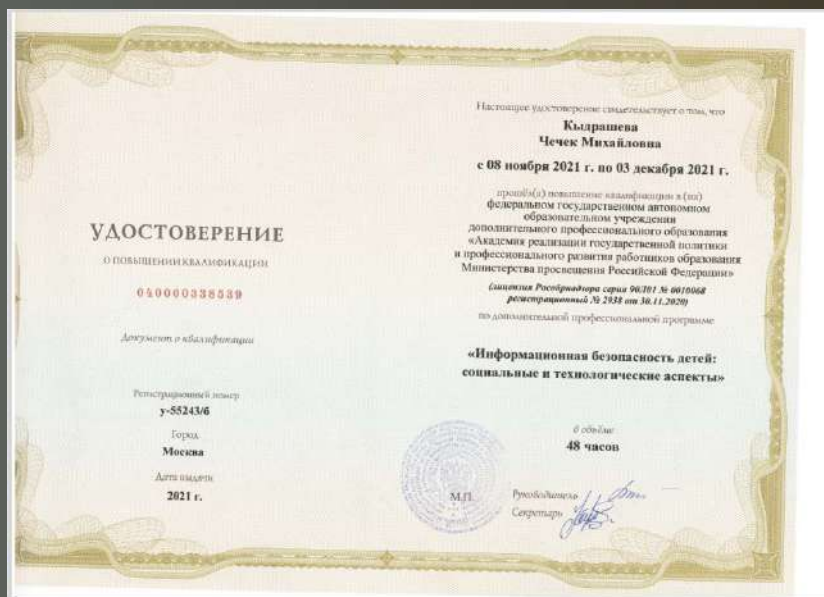 УДОСТОВЕРЕНИЕ
О ПОВЫШЕНИИ КВАЛИФИКАЦИИ
040000338539
Документ о квалификации
Регистрационный номер
у-55243/б
Город
Москва
Дата выдачи
2021 г.
Настоящее удостоверение свидетельствует о том, что
Кыдрашева
Чечек Михайловна
с 08 ноября 2021 г. по 03 декабря 2021 г.
прошёл(а) повышение квалификации в (на)
федеральном государственном автономном
образовательном учреждении
дополнительного профессионального образования
«Академия реализации государственной политики
и профессионального развития работников образования
Министерства просвещения Российской Федерации»
(лицензия Рособрнадзора серия 90Л01 № 0010068
регистрационный № 2938 от 30.11.2020)
по дополнительной профессиональной программе
«Информационная безопасность детей:
социальные и технологические аспекты»
в объёме
48 часов
М.П.
Руководитель
Секретарь